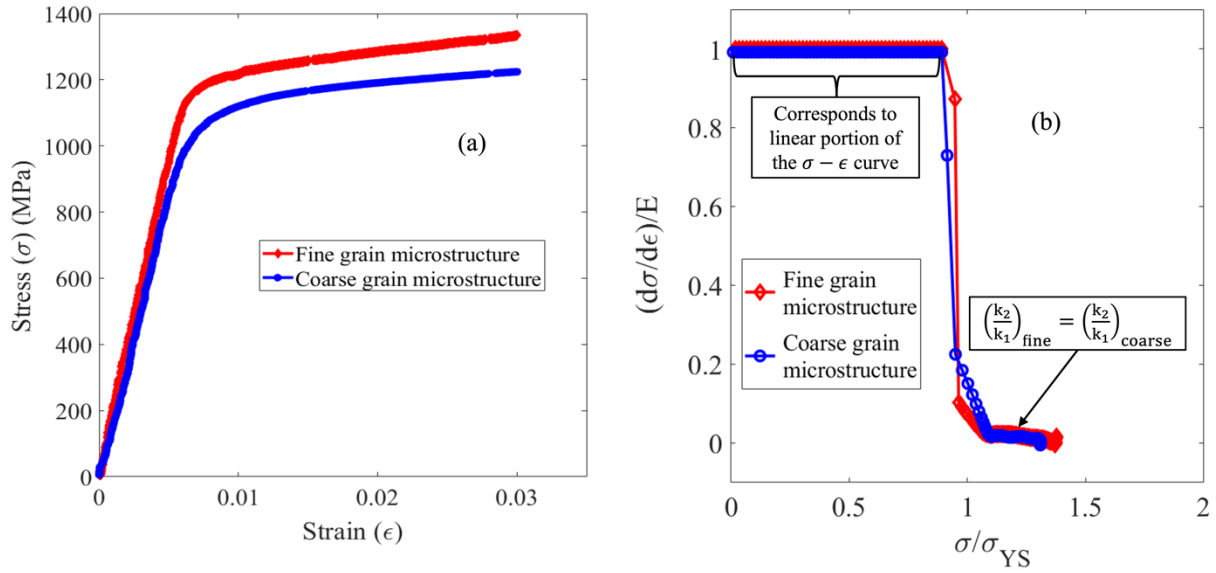 1400
1200
1000
800
600
400
200
0
Stress (σ) (MPa)
(a)
Fine grain microstructure
Coarse grain microstructure
0
0.01
0.02
0.03
Strain (ϵ)
1
0.8
0.6
0.4
0.2
0
(dσ/dϵ)/E
Corresponds to
linear portion of
the σ − ϵ curve
(b)
Fine grain
microstructure
Coarse grain
microstructure
(k₂/k₁)fine = (k₂/k₁)coarse
0
0.5
1
1.5
2
σ/σYS